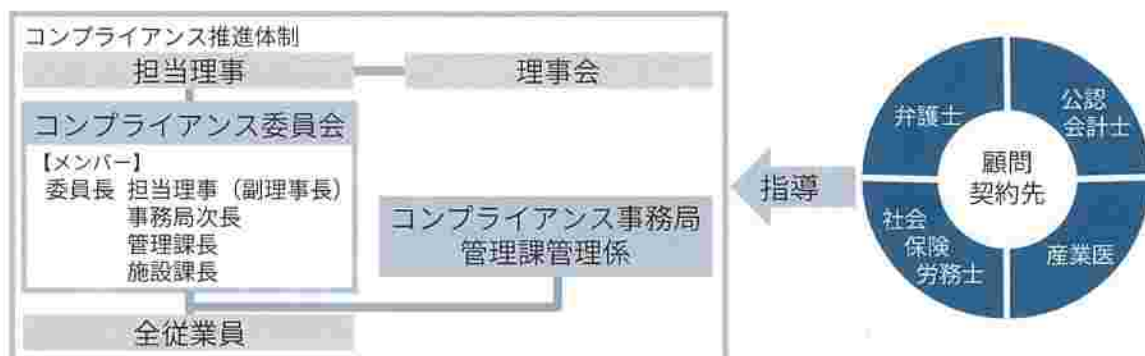 コンプライアンス推進体制
担当理事
理事会
コンプライアンス委員会
【メンバー】
委員長 担当理事（副理事長）
事務局次長
管理課長
施設課長
コンプライアンス事務局
管理課管理係
全従業員
指導
弁護士
公認
会計士
顧問
契約先
社会
保険
労務士
産業医